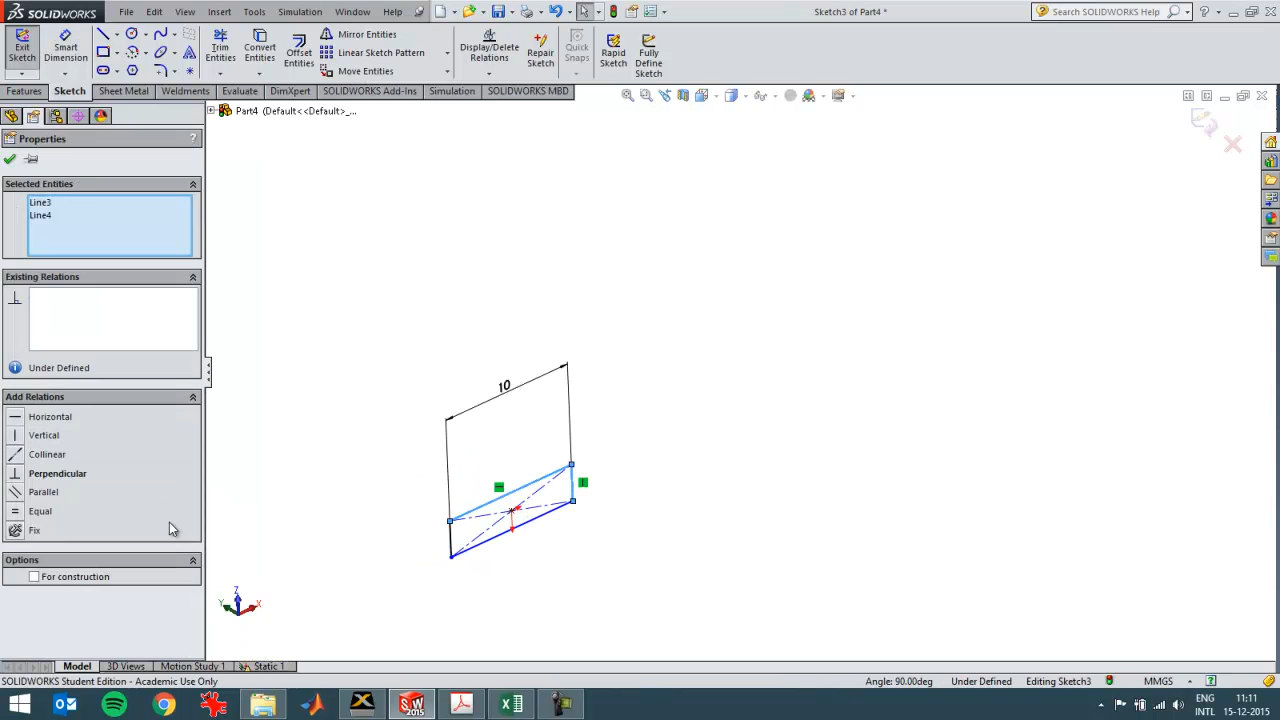 SOLIDWORKS File Edit View Insert Tools Simulation Window Help Sketch3 of Part4 * Search SOLIDWORKS Help
Exit Sketch Smart Dimension Trim Entities Convert Entities Offset Entities Mirror Entities Linear Sketch Pattern Move Entities Display/Delete Relations Repair Sketch Quick Snaps Rapid Sketch Fully Define Sketch
Features Sketch Sheet Metal Weldments Evaluate DimXpert SOLIDWORKS Add-Ins Simulation SOLIDWORKS MBD
Part4 (Default<<Default>_...
Properties ?
Selected Entities
Line3
Line4
Existing Relations
Under Defined
Add Relations
Horizontal
Vertical
Collinear
Perpendicular
Parallel
Equal
Fix
Options
For construction
10
Z
Y X
Model 3D Views Motion Study 1 Static 1
SOLIDWORKS Student Edition - Academic Use Only Angle: 90.00deg Under Defined Editing Sketch3 MMGS
SW 2015
ENG 11:11
INTL 15-12-2015